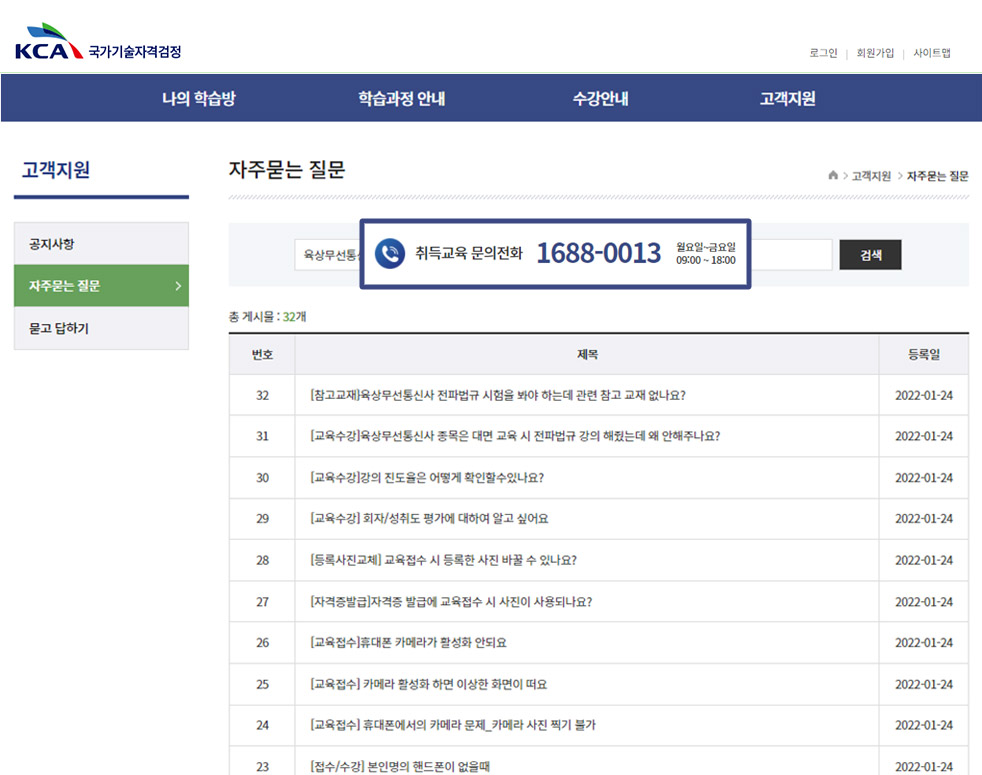 KCA 국가기술자격검정
로그인 | 회원가입 | 사이트맵
나의 학습방 학습과정 안내 수강안내 고객지원
고객지원
공지사항
자주묻는 질문 >
묻고 답하기
자주묻는 질문
> 고객지원 > 자주묻는 질문
육상무선통신
취득교육 문의전화 1688-0013
월요일~금요일
09:00 ~ 18:00
검색
총 게시물 : 32개
번호 제목 등록일
32 [참고교재}육상무선통신사 전파법규 시험을 봐야 하는데 관련 참고 교재 없나요? 2022-01-24
31 [교육수강]육상무선통신사 종목은 대면 교육 시 전파법규 강의 해줬는데 왜 안해주나요? 2022-01-24
30 [교육수강]강의 진도율은 어떻게 확인할수있나요? 2022-01-24
29 [교육수강] 회자/성취도 평가에 대하여 알고 싶어요 2022-01-24
28 [등록사진교체] 교육접수 시 등록한 사진 바꿀 수 있나요? 2022-01-24
27 [자격증발급]자격증 발급에 교육접수 시 사진이 사용되나요? 2022-01-24
26 [교육접수]휴대폰 카메라가 활성화 안되요 2022-01-24
25 [교육접수] 카메라 활성화 하면 이상한 화면이 떠요 2022-01-24
24 [교육접수] 휴대폰에서의 카메라 문제_카메라 사진 찍기 불가 2022-01-24
23 [접수/수강] 본인명의 핸드폰이 없을때 2022-01-24